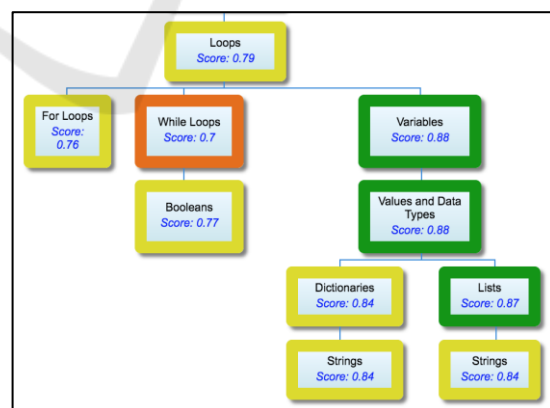 Loops
Score: 0.79
For Loops
Score:
0.76
While Loops
Score: 0.7
Variables
Score: 0.88
Booleans
Score: 0.77
Values and Data
Types
Score: 0.88
Dictionaries
Score: 0.84
Lists
Score: 0.87
Strings
Score: 0.84
Strings
Score: 0.84